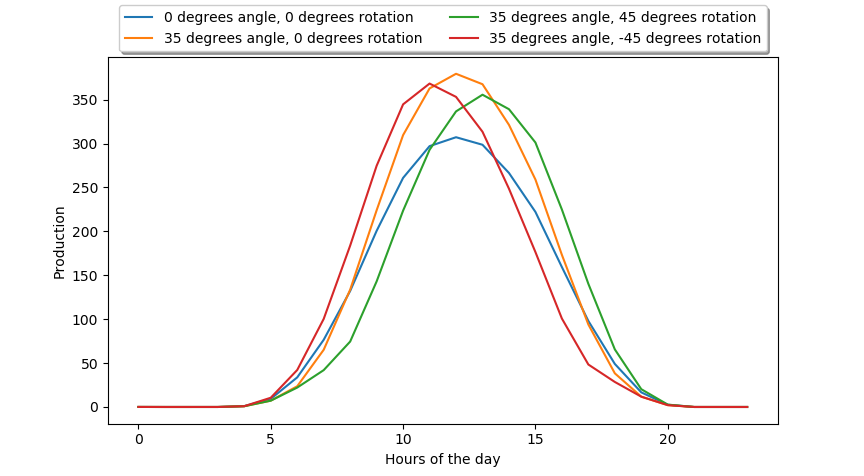 0 degrees angle, 0 degrees rotation
35 degrees angle, 0 degrees rotation
35 degrees angle, 45 degrees rotation
35 degrees angle, -45 degrees rotation
350
300
250
200
150
100
50
0
Production
0 5 10 15 20
Hours of the day